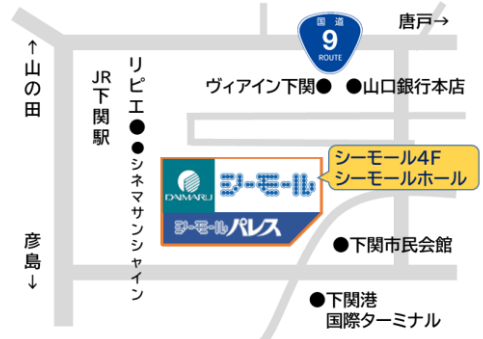 国道
9
ROUTE
唐戸→
←山の田
JR下関駅
リピエ●
●シネマサンシャイン
ヴィアイン下関●
●山口銀行本店
DAIMARU
シーモール
シーモールパレス
シーモール4F
シーモールホール
●下関市民会館
彦島→
●下関港
国際ターミナル